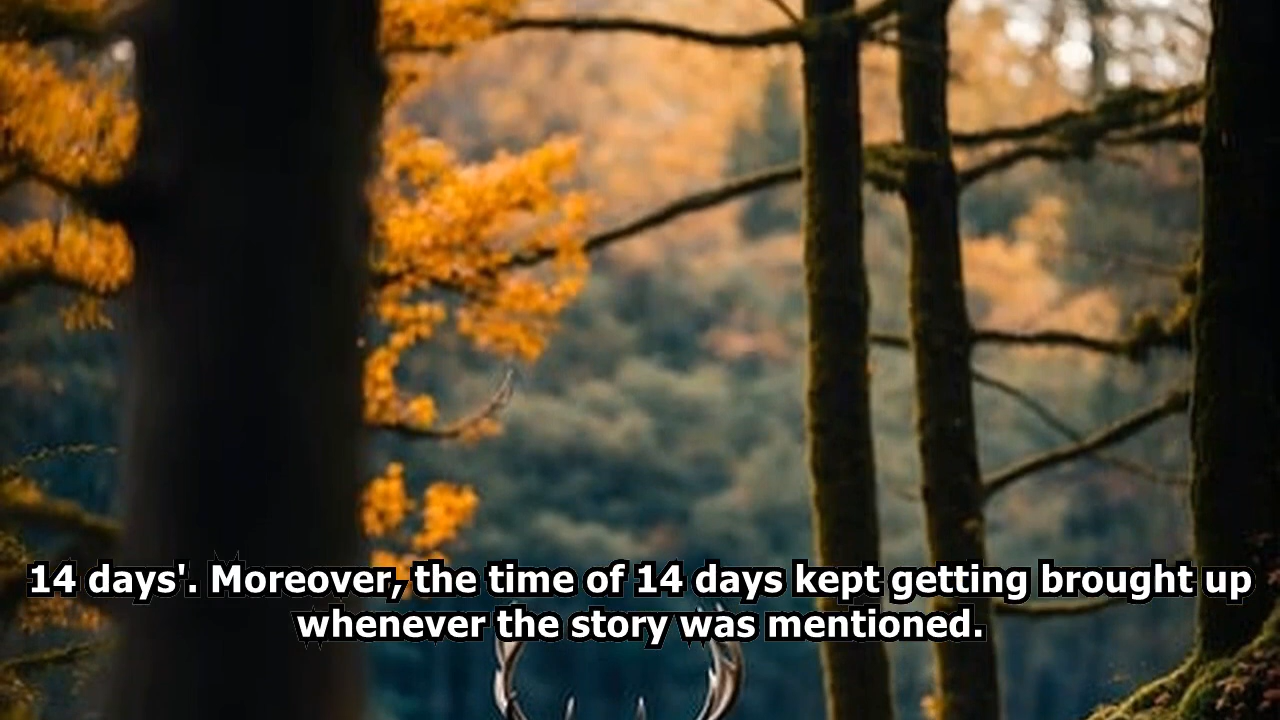 14 days'. Moreover, the time of 14 days kept getting brought up
whenever the story was mentioned.